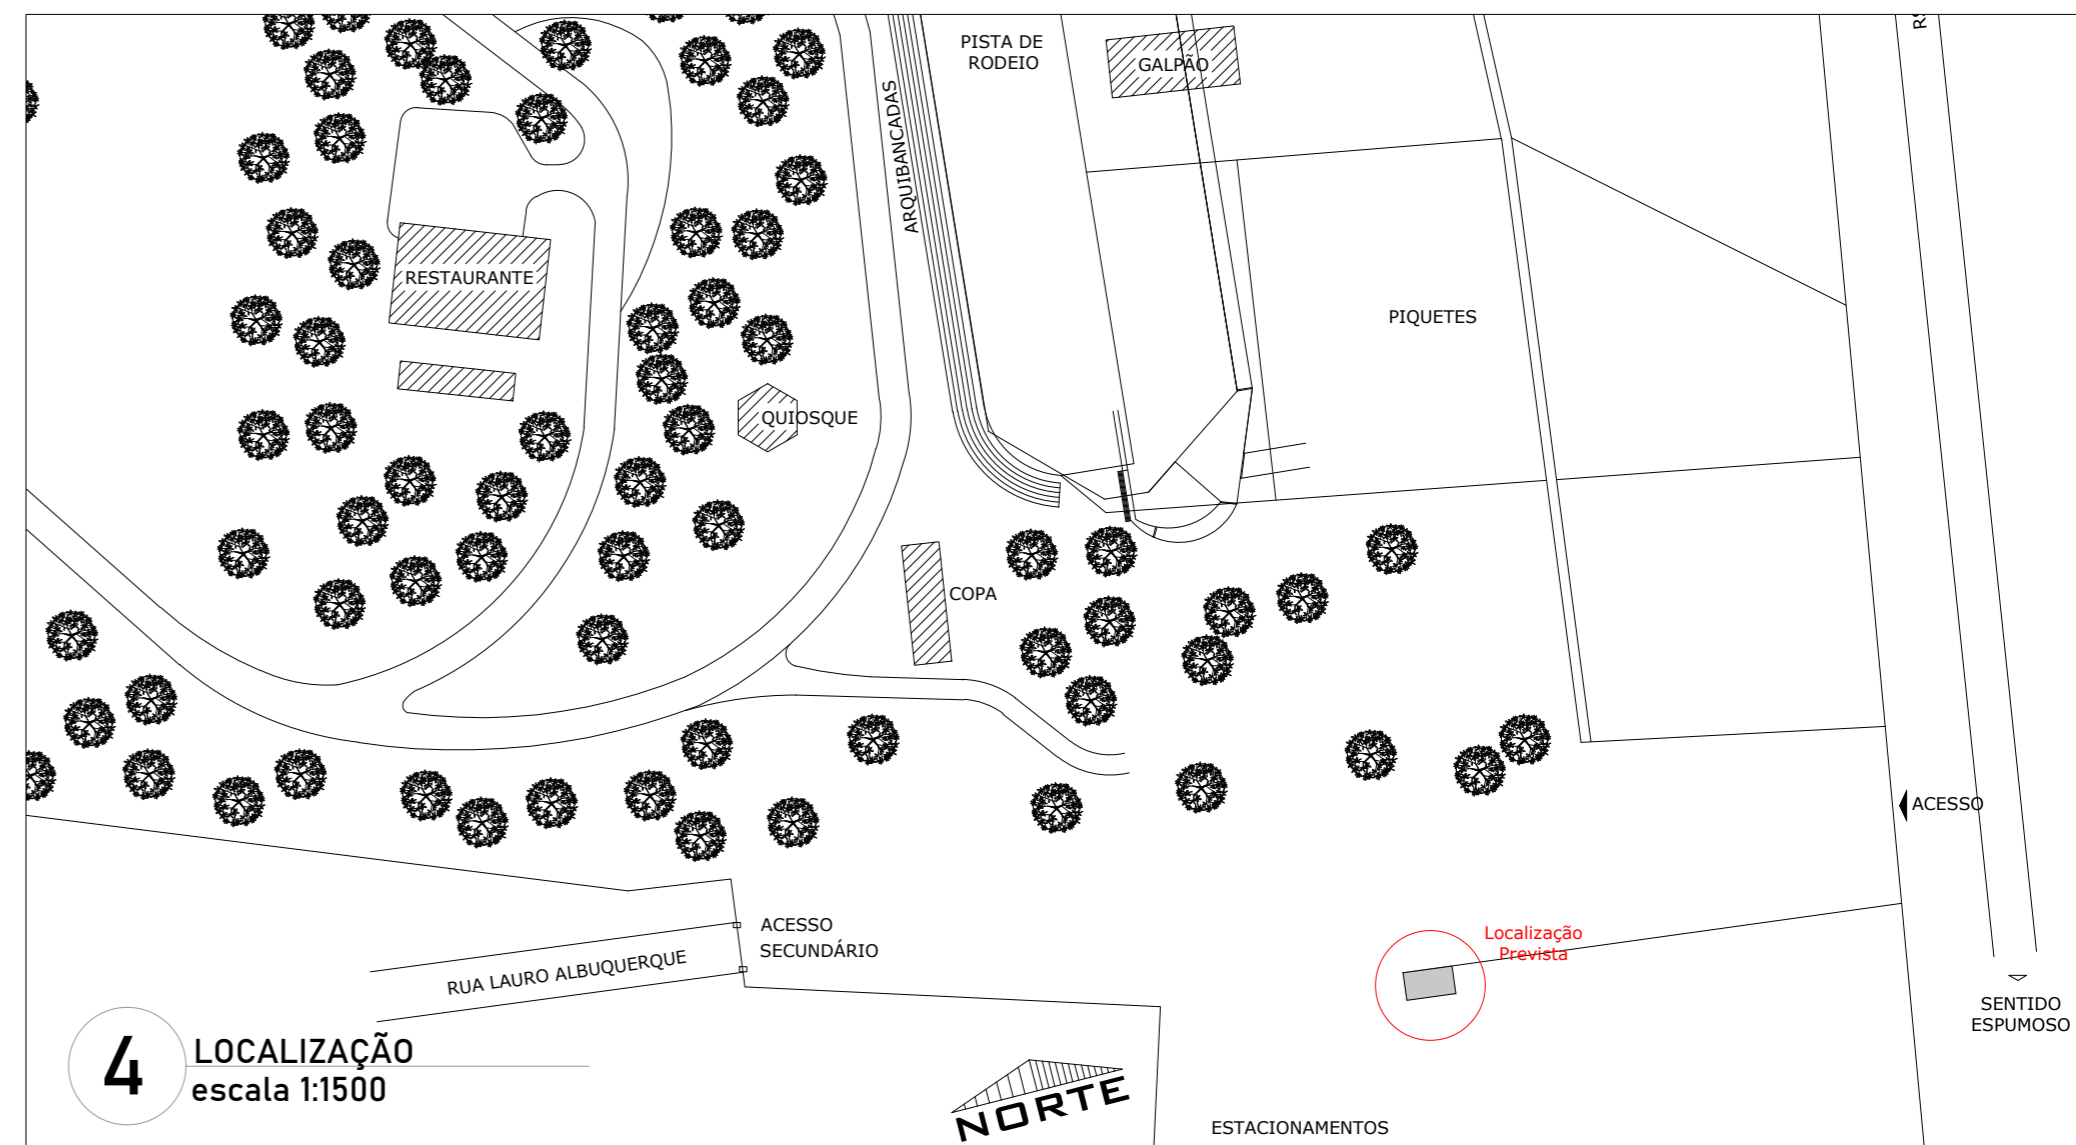 PISTA DE
RODEIO
GALPÃO
ARQUIBANCADAS
RESTAURANTE
PIQUETES
QUIOSQUE
COPA
ACESSO
ACESSO
SECUNDÁRIO
RUA LAURO ALBUQUERQUE
Localização
Prevista
SENTIDO
ESPUMOSO
4
LOCALIZAÇÃO
escala 1:1500
NORTE
ESTACIONAMENTOS